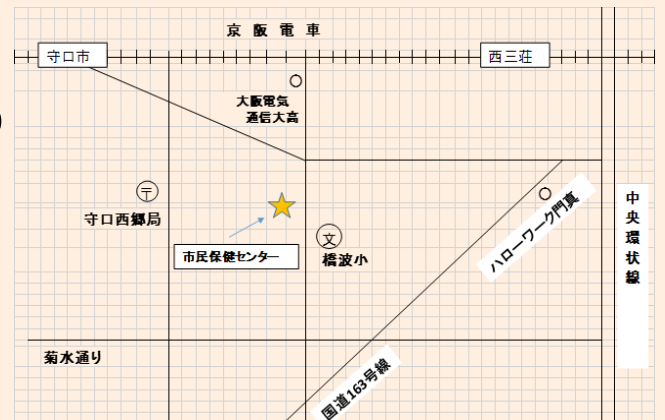 京阪電車
守口市
西三荘
大阪電気
通信大高
〒
守口西郷局
市民保健センター
文
橋波小
ハローワーク門真
中央環状線
菊水通り
国道163号線